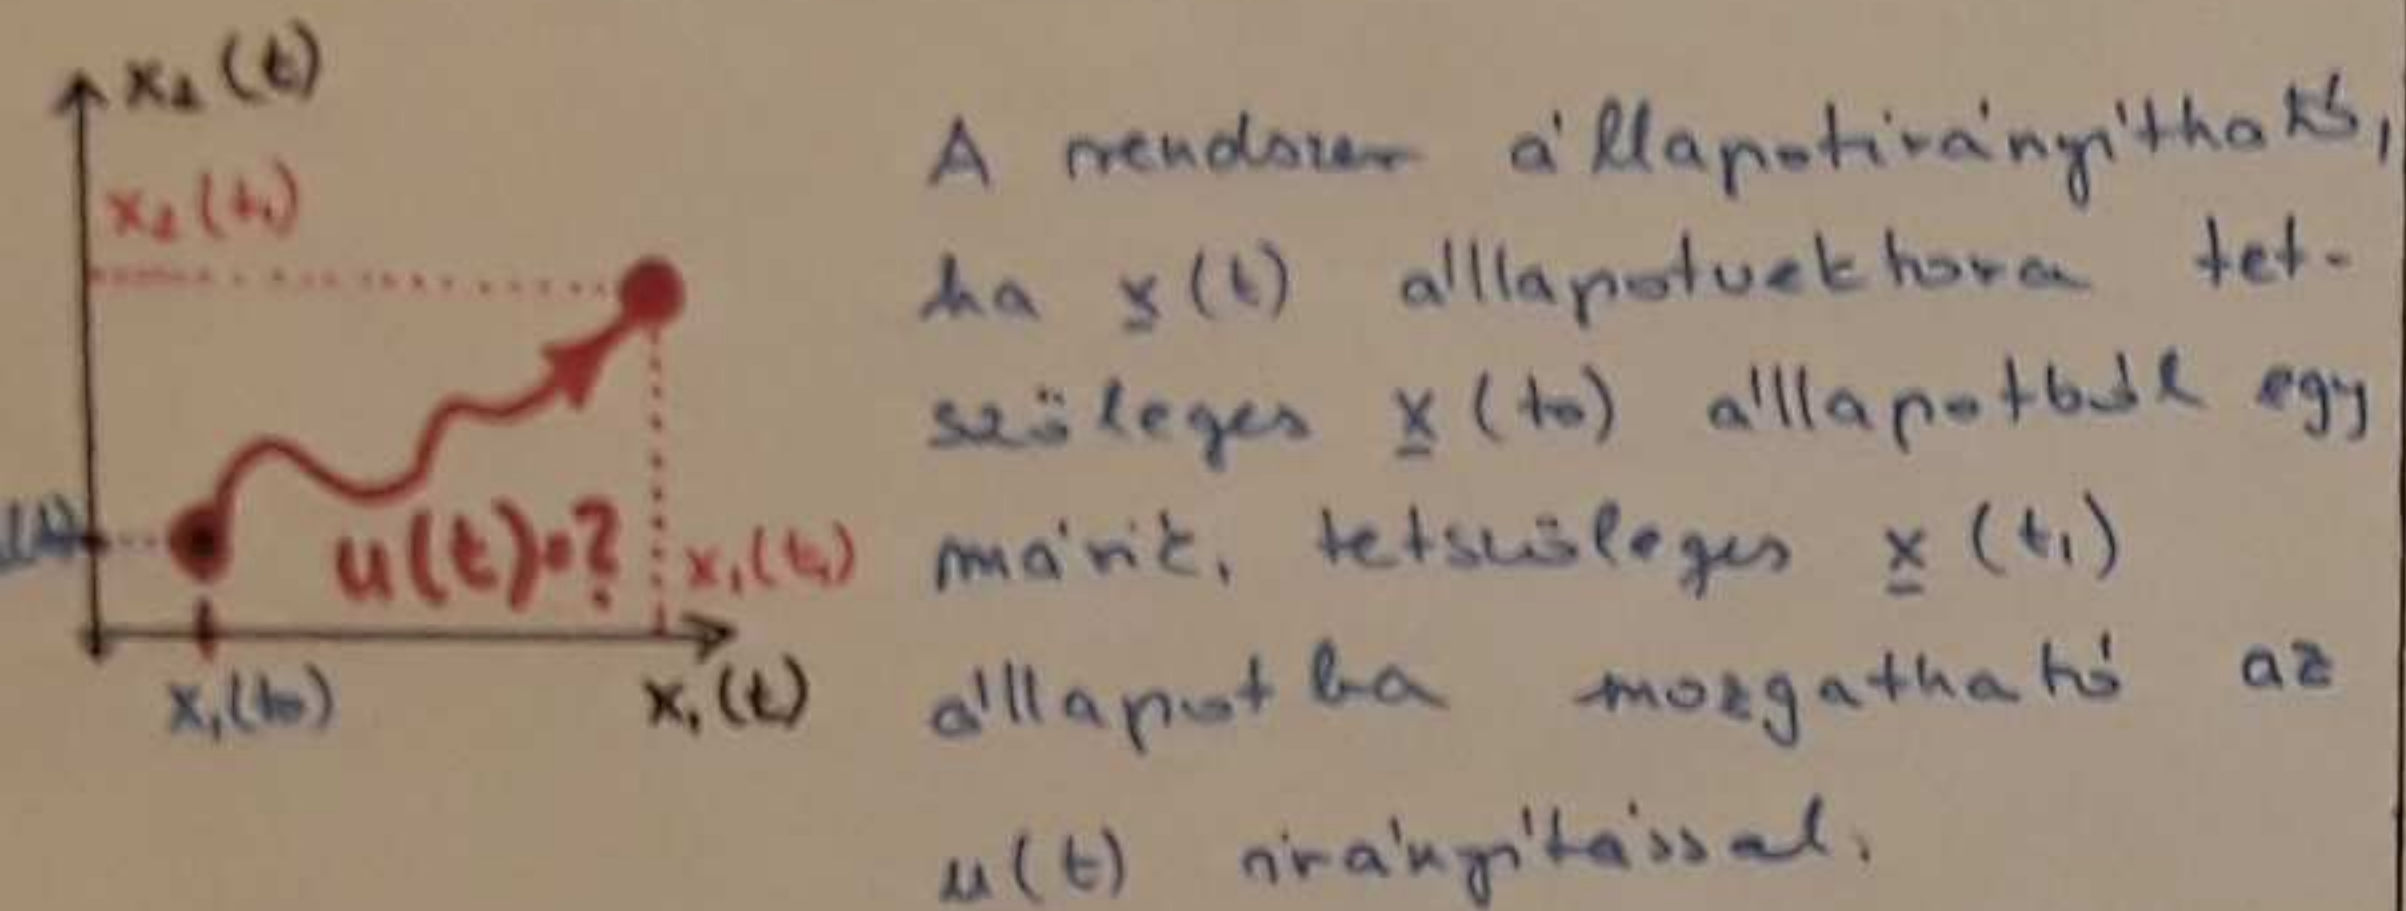 x₂(t)
x₂(t₁)
u(t)=?
x₁(t₁)
x₁(t₀)
x₁(t)
A rendszer állapotirányítható,
ha x(t) állapotvektora tet-
szőleges x(t₀) állapotból egy
másik, tetszőleges x(t₁)
állapotba mozgatható az
u(t) irányítással.